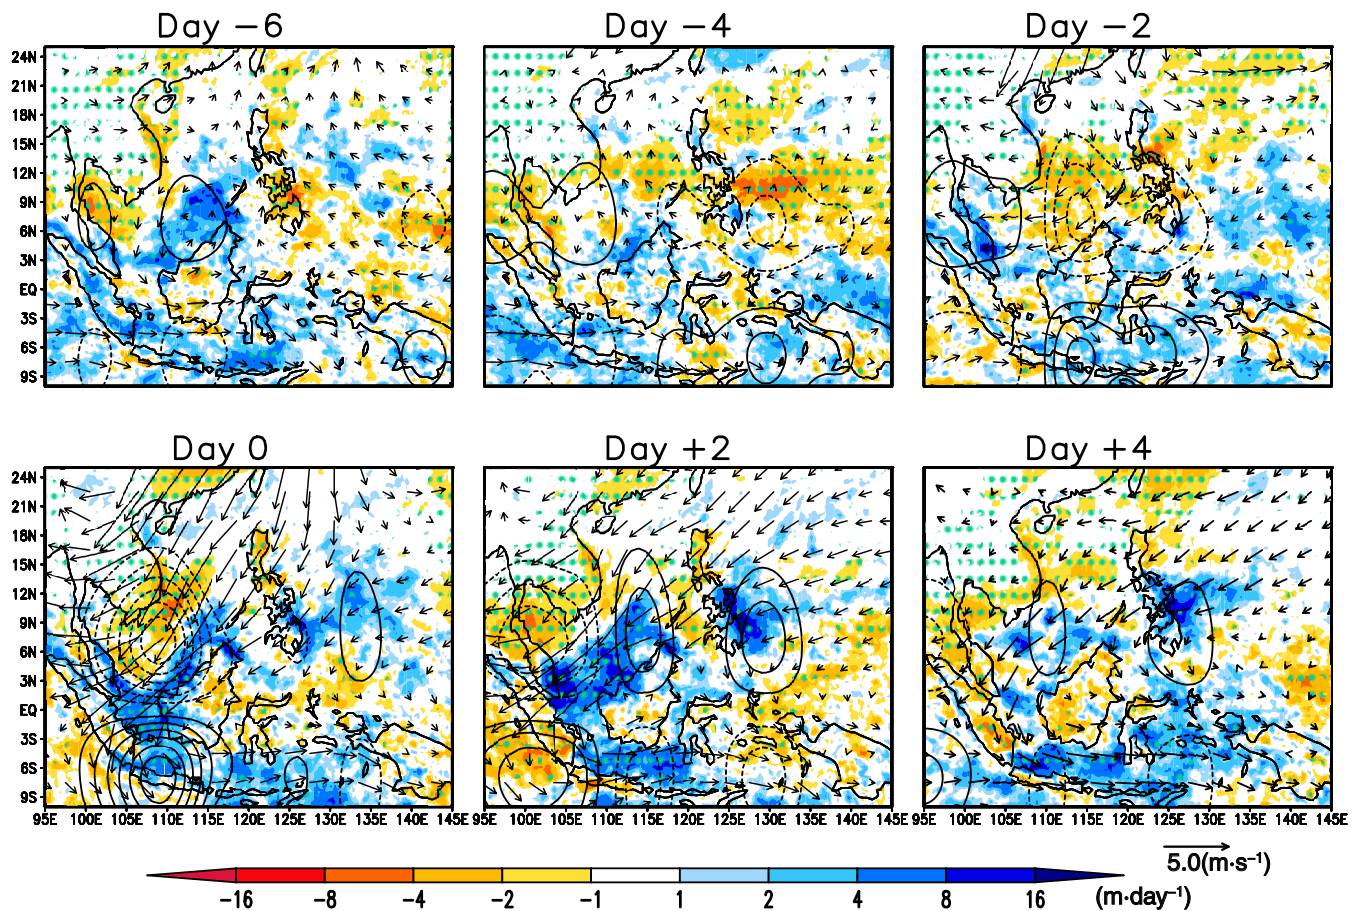 Day −6
Day −4
Day −2
24N
21N
18N
15N
12N
9N
6N
3N
EQ
3S
6S
9S
Day 0
Day +2
Day +4
24N
21N
18N
15N
12N
9N
6N
3N
EQ
3S
6S
9S
95E 100E 105E 110E 115E 120E 125E 130E 135E 140E 145E
95E 100E 105E 110E 115E 120E 125E 130E 135E 140E 145E
95E 100E 105E 110E 115E 120E 125E 130E 135E 140E 145E
5.0(m·s⁻¹)
−16 −8 −4 −2 −1 1 2 4 8 16 (m·day⁻¹)